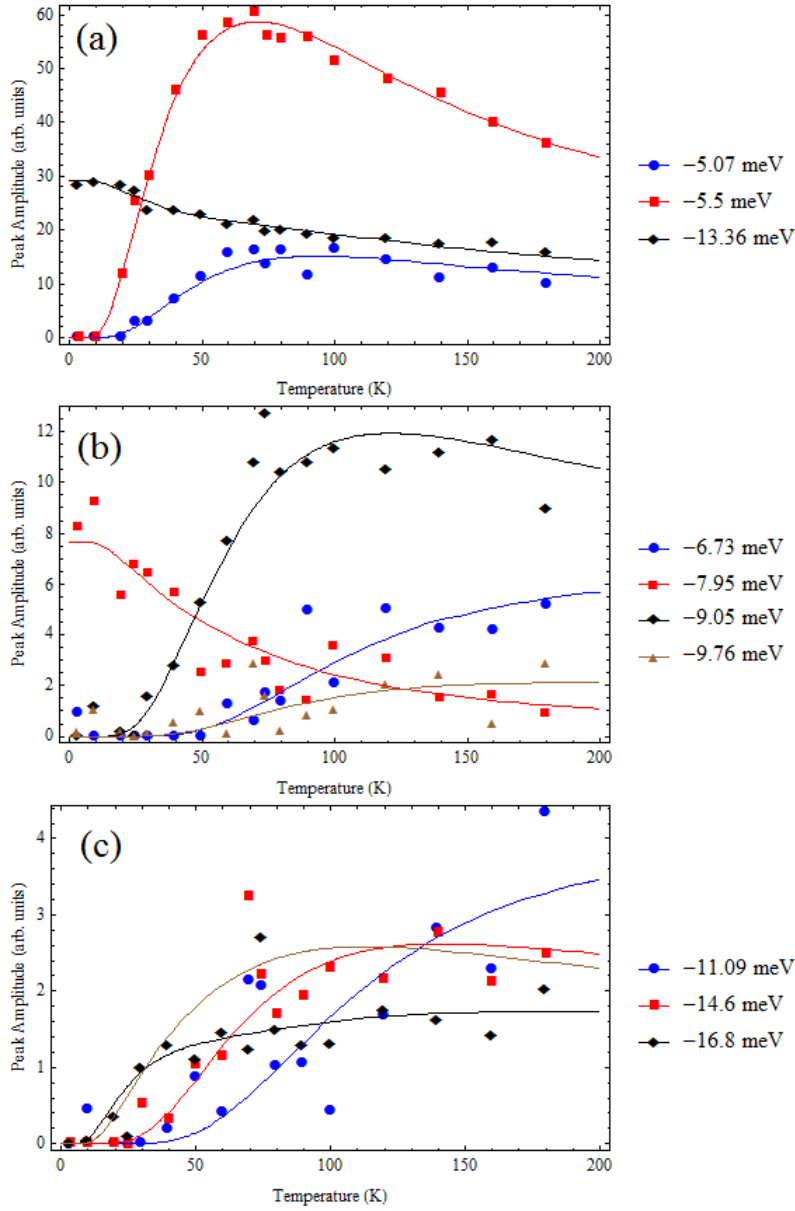 (a)
Peak Amplitude (arb. units)
60
50
40
30
20
10
0
0 50 100 150 200
Temperature (K)
−5.07 meV
−5.5 meV
−13.36 meV
(b)
Peak Amplitude (arb. units)
12
10
8
6
4
2
0
0 50 100 150 200
Temperature (K)
−6.73 meV
−7.95 meV
−9.05 meV
−9.76 meV
(c)
Peak Amplitude (arb. units)
4
3
2
1
0
0 50 100 150 200
Temperature (K)
−11.09 meV
−14.6 meV
−16.8 meV